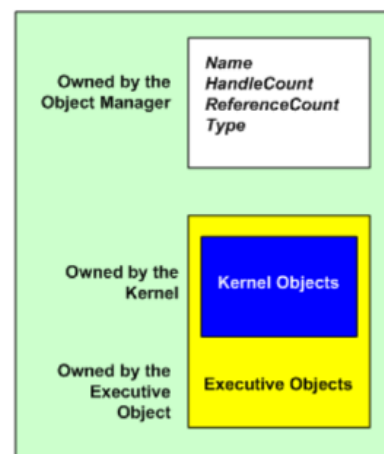 Owned by the
Object Manager
Name
HandleCount
ReferenceCount
Type
Owned by the
Kernel
Kernel Objects
Owned by the
Executive
Object
Executive Objects